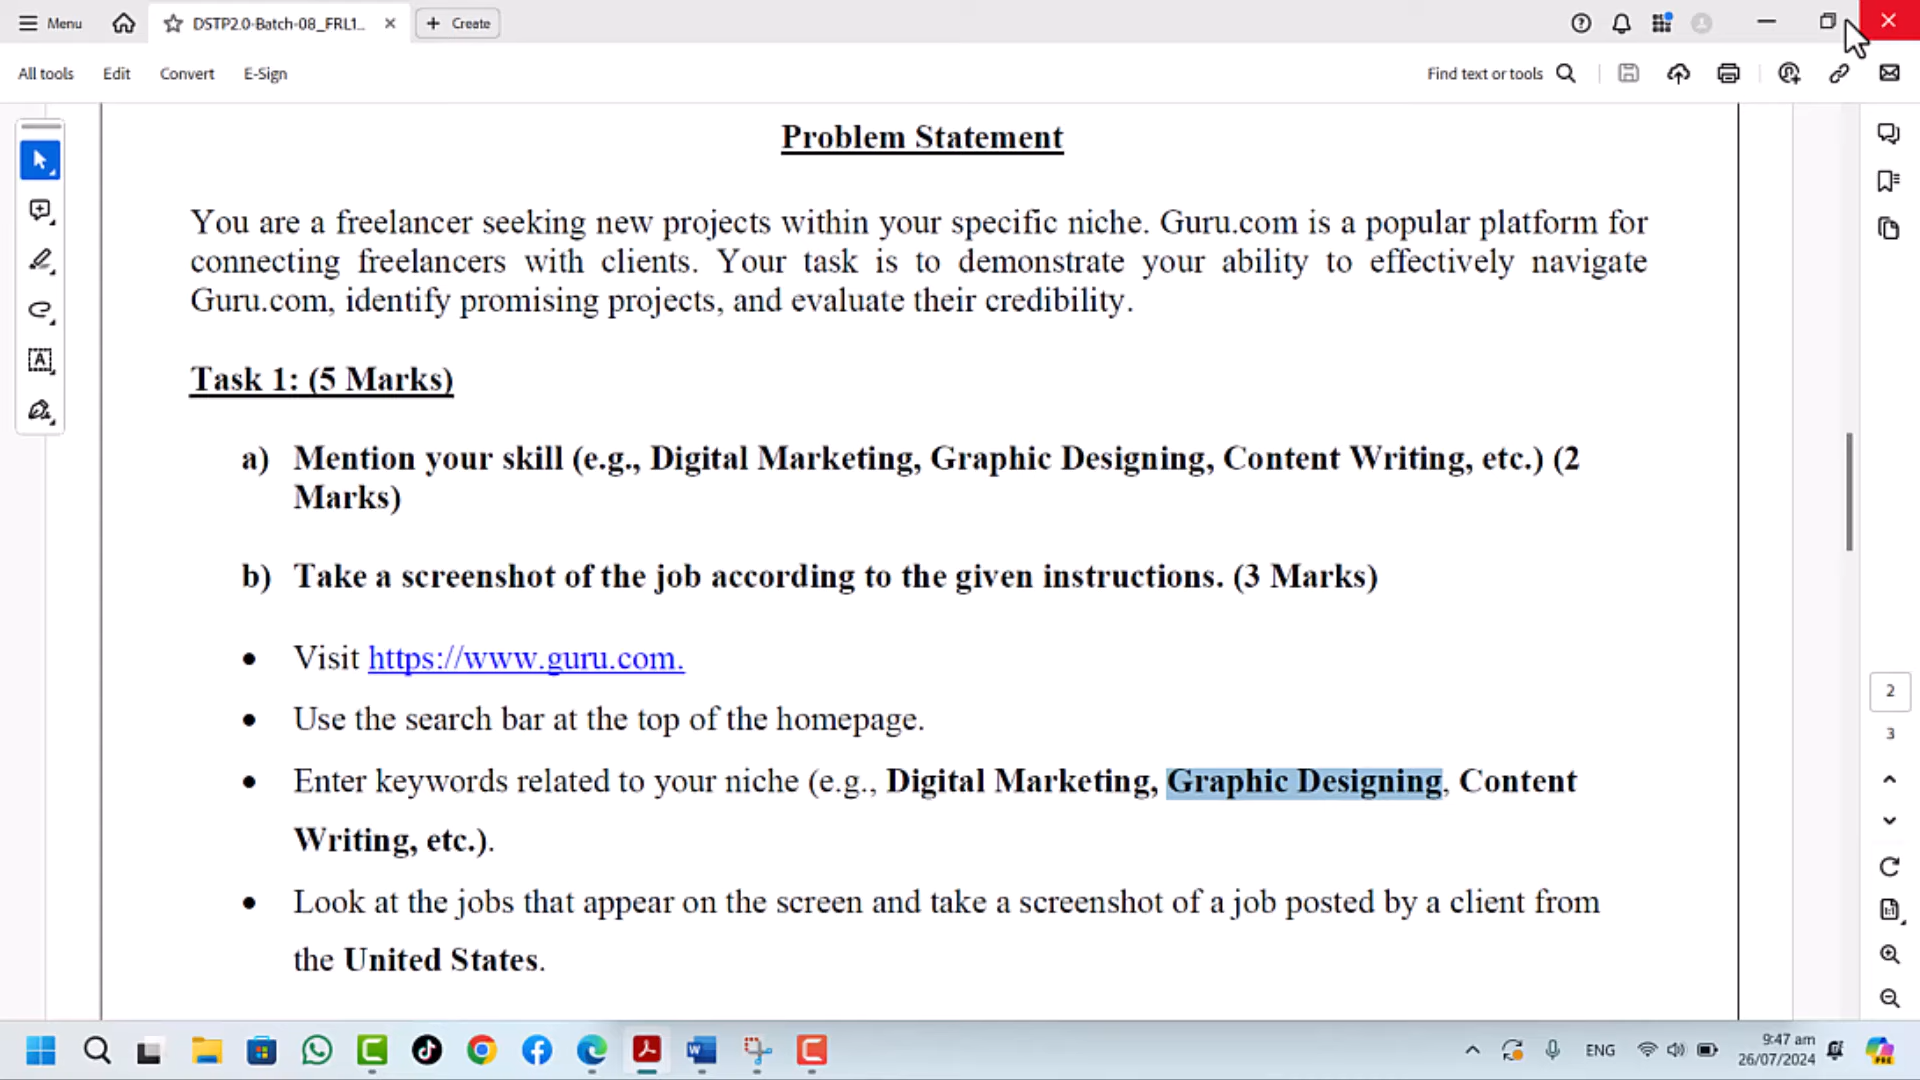 Menu
DSTP2.0-Batch-08_FRL1...
Create
All tools
Edit
Convert
E-Sign
Find text or tools
Problem Statement
You are a freelancer seeking new projects within your specific niche. Guru.com is a popular platform for
connecting freelancers with clients. Your task is to demonstrate your ability to effectively navigate
Guru.com, identify promising projects, and evaluate their credibility.
Task 1: (5 Marks)
a) Mention your skill (e.g., Digital Marketing, Graphic Designing, Content Writing, etc.) (2
Marks)
b) Take a screenshot of the job according to the given instructions. (3 Marks)
• Visit https://www.guru.com.
• Use the search bar at the top of the homepage.
• Enter keywords related to your niche (e.g., Digital Marketing, Graphic Designing, Content
Writing, etc.).
• Look at the jobs that appear on the screen and take a screenshot of a job posted by a client from
the United States.
2
3
ENG
9:47 am
26/07/2024